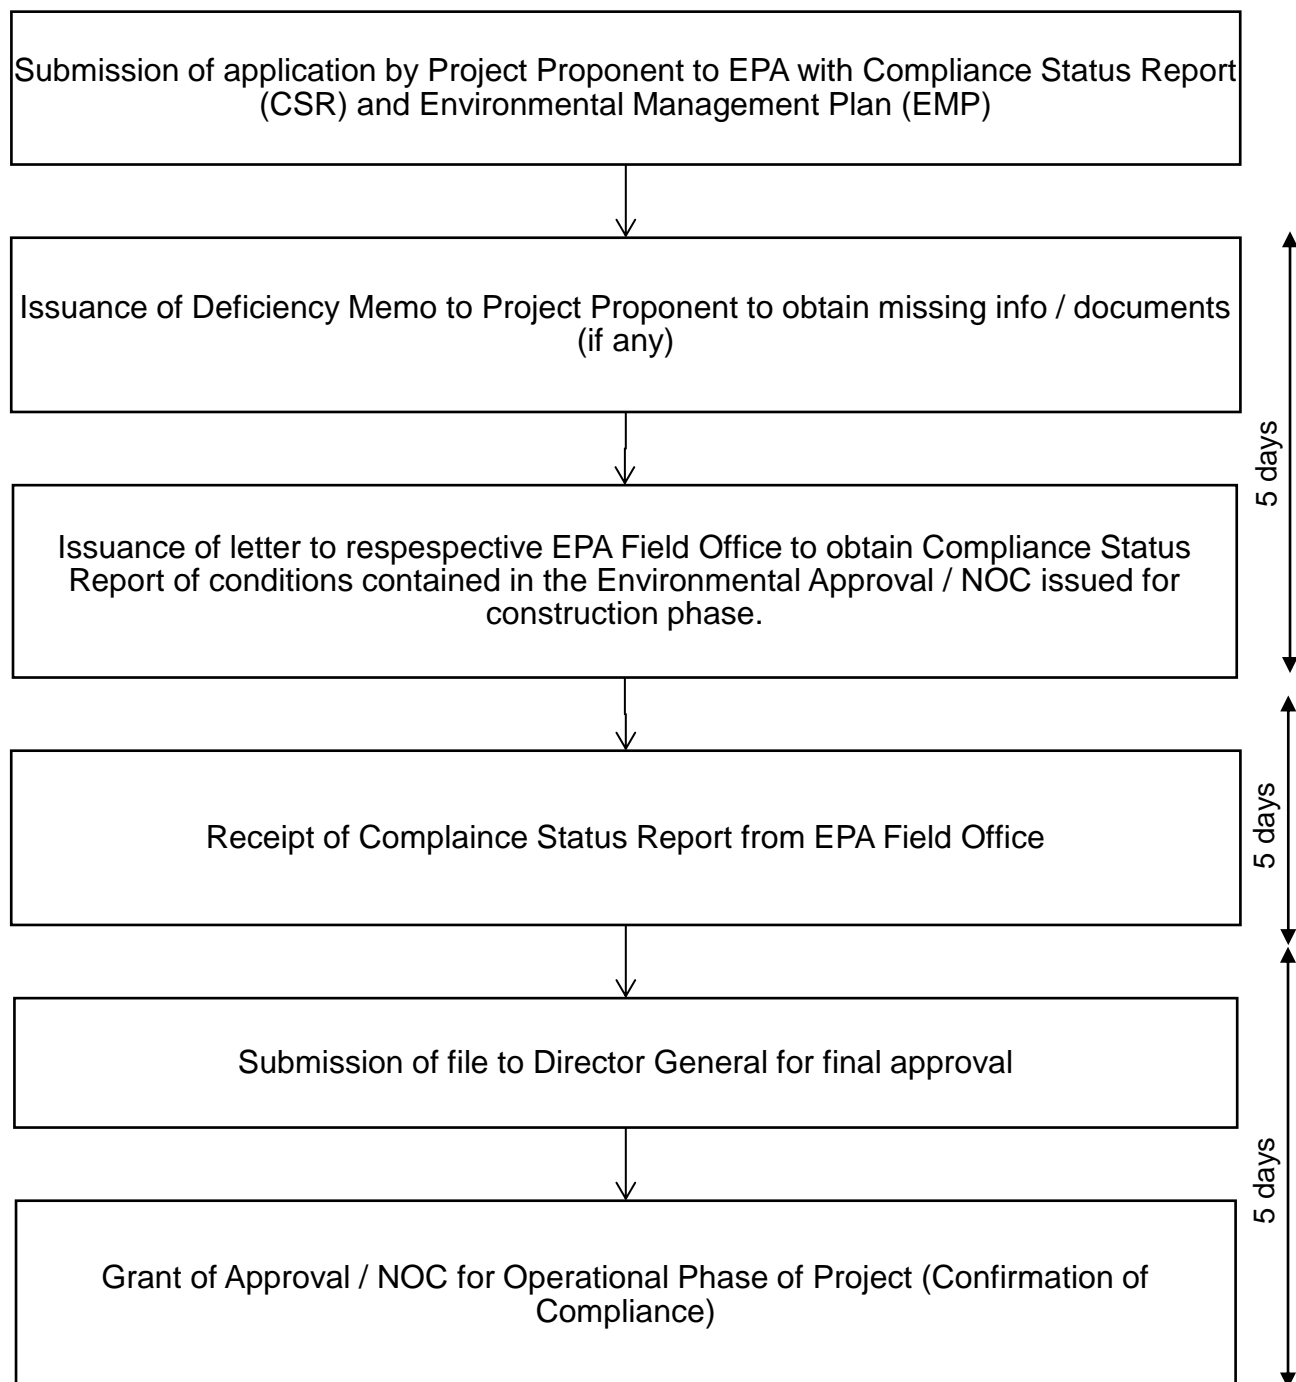 Submission of application by Project Proponent to EPA with Compliance Status Report
(CSR) and Environmental Management Plan (EMP)
Issuance of Deficiency Memo to Project Proponent to obtain missing info / documents
(if any)
5 days
Issuance of letter to respespective EPA Field Office to obtain Compliance Status
Report of conditions contained in the Environmental Approval / NOC issued for
construction phase.
Receipt of Complaince Status Report from EPA Field Office
5 days
Submission of file to Director General for final approval
5 days
Grant of Approval / NOC for Operational Phase of Project (Confirmation of
Compliance)